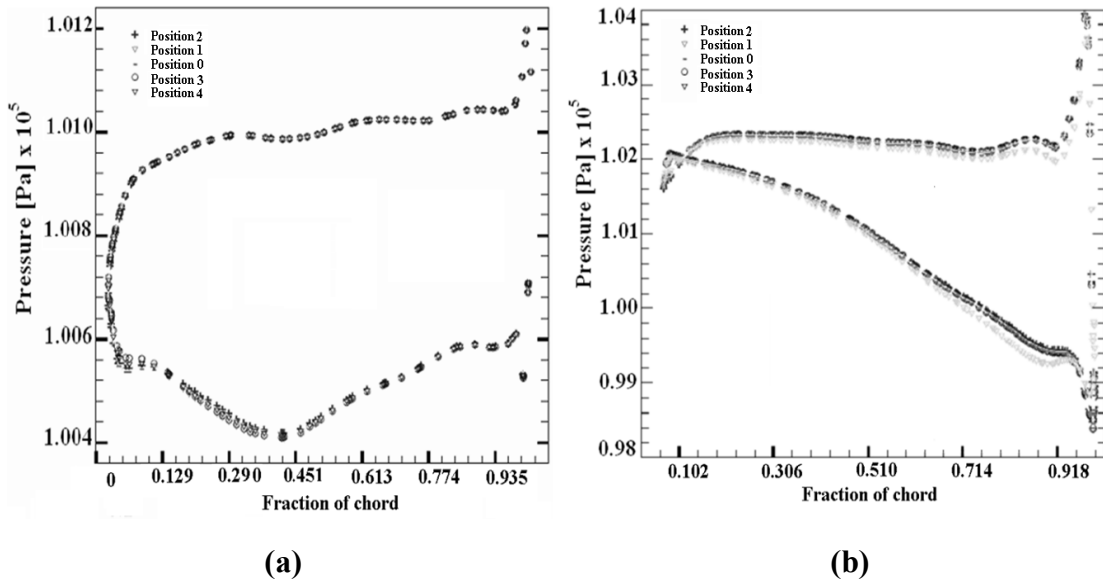 1.012
1.010
1.008
1.006
1.004
Pressure [Pa] x 10⁵
Position 2
Position 1
Position 0
Position 3
Position 4
0 0.129 0.290 0.451 0.613 0.774 0.935
Fraction of chord
(a)
1.04
1.03
1.02
1.01
1.00
0.99
0.98
Pressure [Pa] x 10⁵
Position 2
Position 1
Position 0
Position 3
Position 4
0.102 0.306 0.510 0.714 0.918
Fraction of chord
(b)